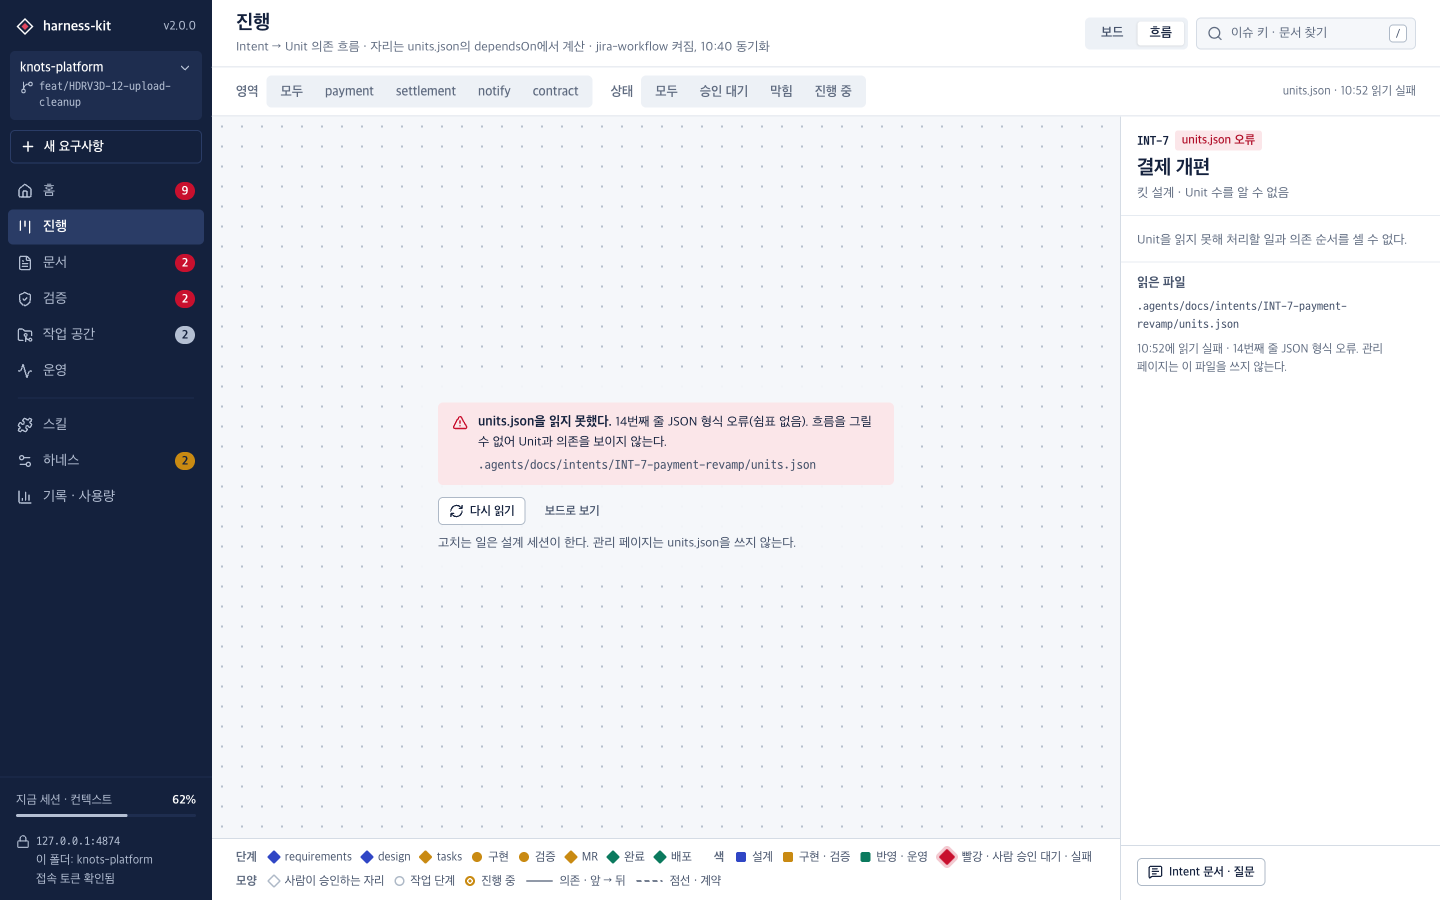 harness-kit v2.0.0
knots-platform
feat/HDRV3D-12-upload-
cleanup
새 요구사항
홈 9
진행
문서 2
검증 2
작업 공간 2
운영
스킬
하네스 2
기록 · 사용량
지금 세션 · 컨텍스트 62%
127.0.0.1:4874
이 폴더: knots-platform
접속 토큰 확인됨
진행
Intent → Unit 의존 흐름 · 자리는 units.json의 dependsOn에서 계산 · jira-workflow 켜짐, 10:40 동기화
보드 흐름 이슈 키 · 문서 찾기 /
영역 모두 payment settlement notify contract 상태 모두 승인 대기 막힘 진행 중 units.json · 10:52 읽기 실패
units.json을 읽지 못했다. 14번째 줄 JSON 형식 오류(쉼표 없음). 흐름을 그릴
수 없어 Unit과 의존을 보이지 않는다.
.agents/docs/intents/INT-7-payment-revamp/units.json
다시 읽기 보드로 보기
고치는 일은 설계 세션이 한다. 관리 페이지는 units.json을 쓰지 않는다.
단계 requirements design tasks 구현 검증 MR 완료 배포 색 설계 구현 · 검증 반영 · 운영 빨강 · 사람 승인 대기 · 실패
모양 사람이 승인하는 자리 작업 단계 진행 중 의존 · 앞 → 뒤 점선 · 계약
INT-7 units.json 오류
결제 개편
킷 설계 · Unit 수를 알 수 없음
Unit을 읽지 못해 처리할 일과 의존 순서를 셀 수 없다.
읽은 파일
.agents/docs/intents/INT-7-payment-
revamp/units.json
10:52에 읽기 실패 · 14번째 줄 JSON 형식 오류. 관리
페이지는 이 파일을 쓰지 않는다.
Intent 문서 · 질문